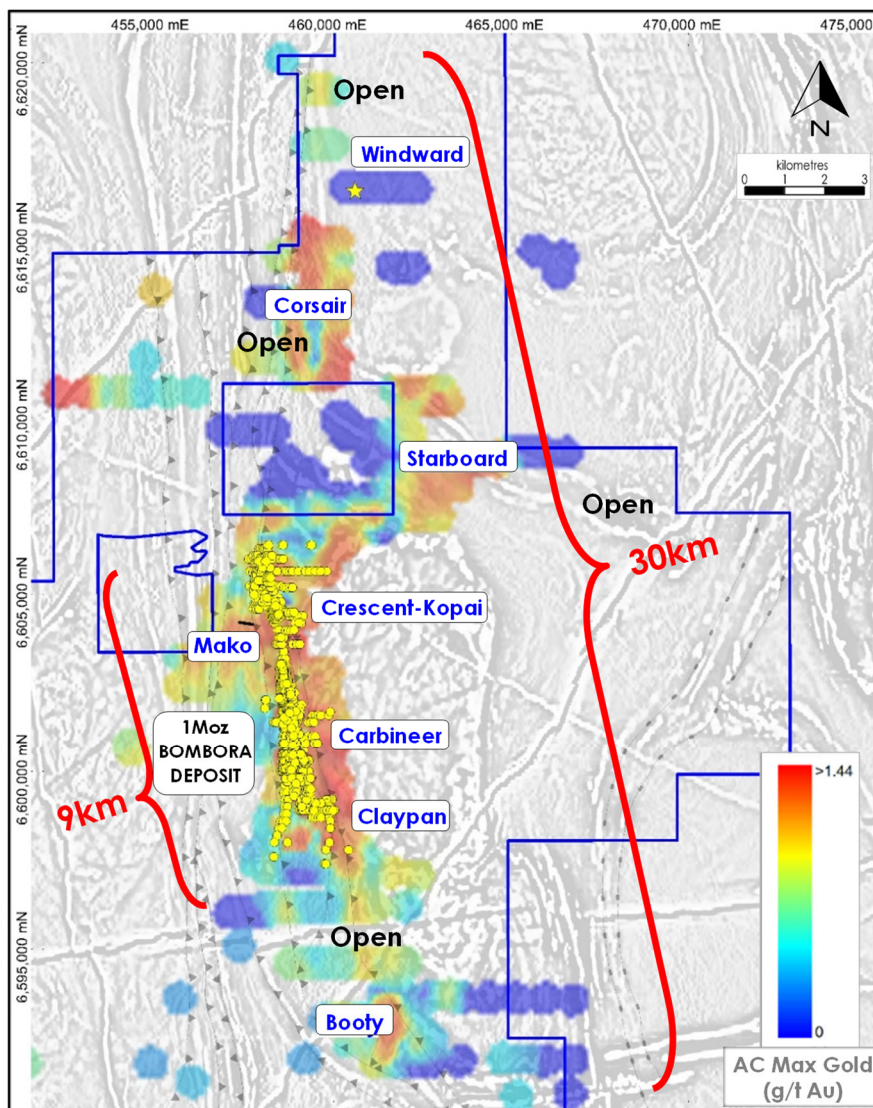 455,000 mE
460,000 mE
465,000 mE
470,000 mE
475,000
6,620,000 mN
Open
N
Windward
kilometres
0 1 2 3
6,615,000 mN
Corsair
Open
6,610,000 mN
Starboard
Open
30km
6,605,000 mN
Crescent-Kopai
Mako
1Moz
BOMBORA
DEPOSIT
Carbineer
>1.44
6,600,000 mN
9km
Claypan
Open
6,595,000 mN
Booty
0
AC Max Gold
(g/t Au)